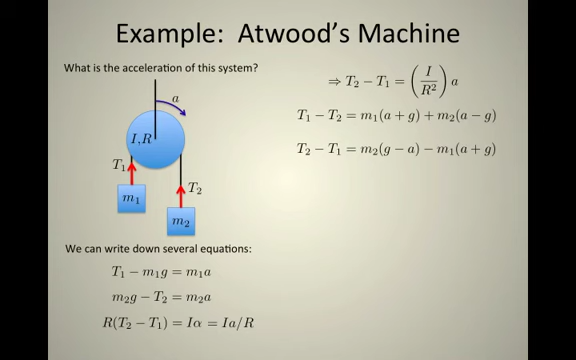 Example: Atwood's Machine
What is the acceleration of this system?
a
I,R
T₁
T₂
m₁
m₂
We can write down several equations:
T₁ − m₁g = m₁a
m₂g − T₂ = m₂a
R(T₂ − T₁) = Iα = Ia/R
⇒ T₂ − T₁ = (I/R²) a
T₁ − T₂ = m₁(a + g) + m₂(a − g)
T₂ − T₁ = m₂(g − a) − m₁(a + g)